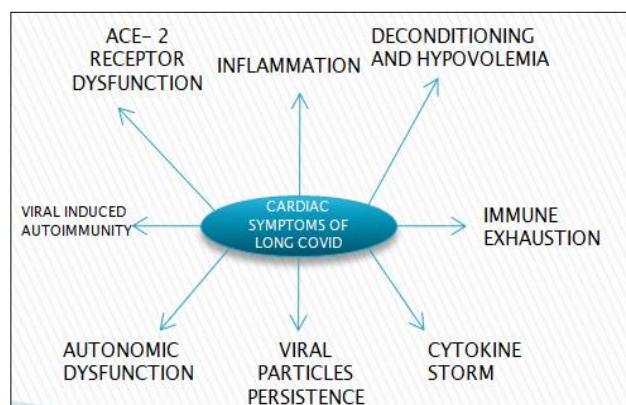 ACE- 2
RECEPTOR
DYSFUNCTION
INFLAMMATION
DECONDITIONING
AND HYPOVOLEMIA
VIRAL INDUCED
AUTOIMMUNITY
CARDIAC
SYMPTOMS OF
LONG COVID
IMMUNE
EXHAUSTION
AUTONOMIC
DYSFUNCTION
VIRAL
PARTICLES
PERSISTENCE
CYTOKINE
STORM